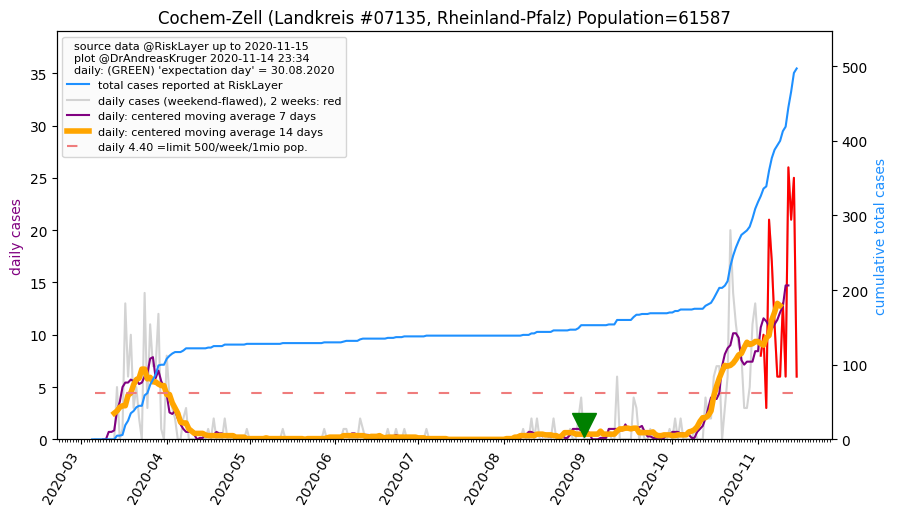 Cochem-Zell (Landkreis #07135, Rheinland-Pfalz) Population=61587
source data @RiskLayer up to 2020-11-15
plot @DrAndreasKruger 2020-11-14 23:34
daily: (GREEN) 'expectation day' = 30.08.2020
total cases reported at RiskLayer
daily cases (weekend-flawed), 2 weeks: red
daily: centered moving average 7 days
daily: centered moving average 14 days
daily 4.40 =limit 500/week/1mio pop.
daily cases
35
30
25
20
15
10
5
0
cumulative total cases
500
400
300
200
100
0
2020-03
2020-04
2020-05
2020-06
2020-07
2020-08
2020-09
2020-10
2020-11